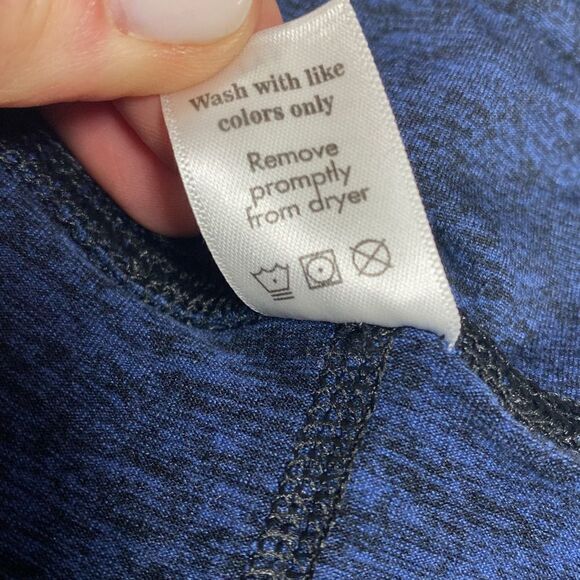 Wash with like
colors only
Remove
promptly
from dryer